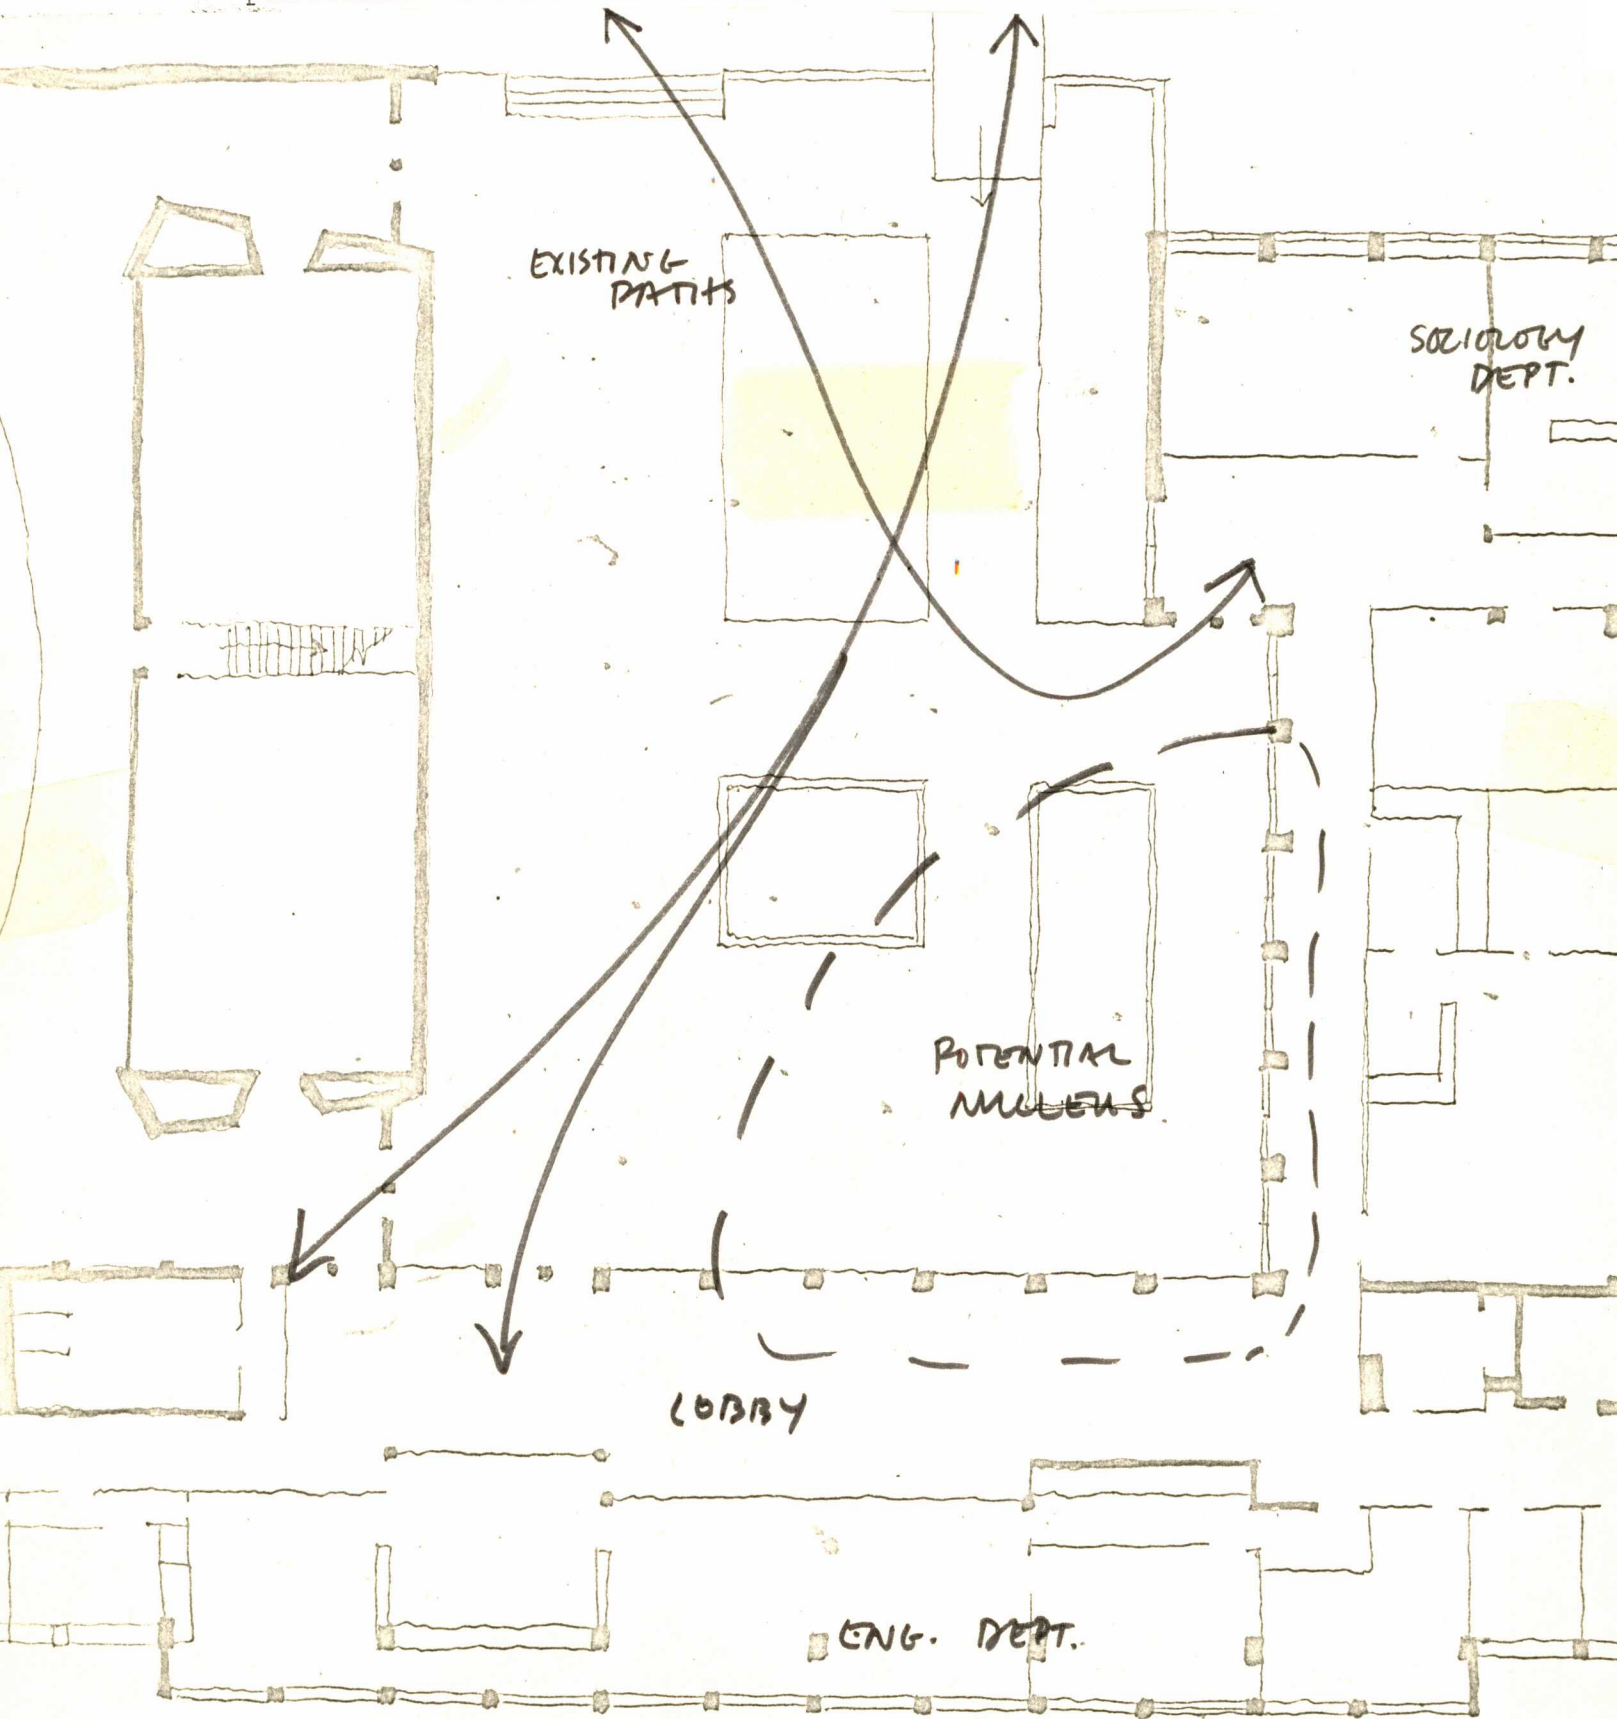 EXISTING
PATHS
SOCIOLOGY
DEPT.
POTENTIAL
NUCLEUS
LOBBY
ENG. DEPT.